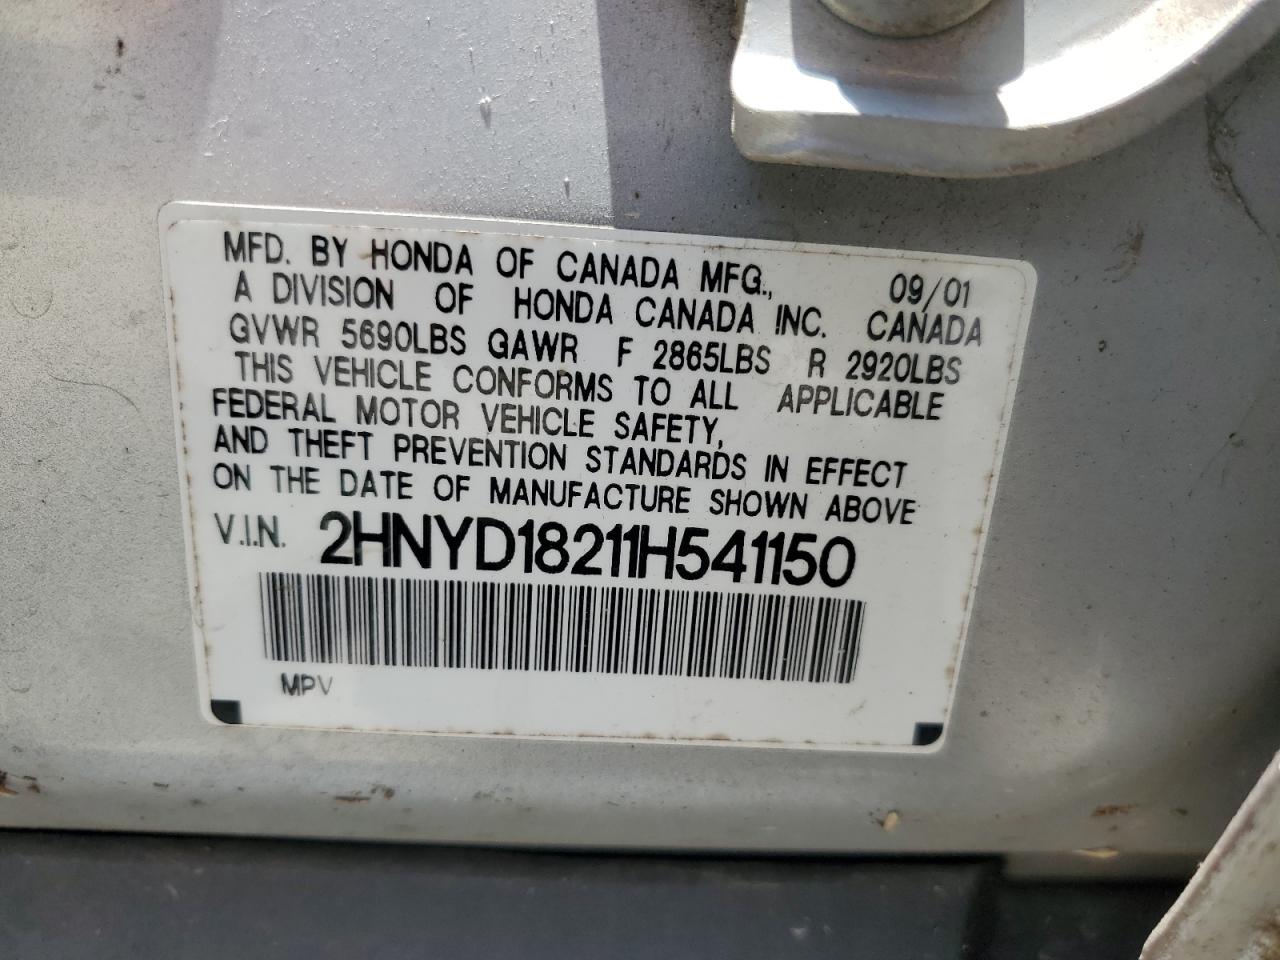 MFD. BY HONDA OF CANADA MFG., 09/01
A DIVISION OF HONDA CANADA INC. CANADA
GVWR 5690LBS GAWR F 2865LBS R 2920LBS
THIS VEHICLE CONFORMS TO ALL APPLICABLE
FEDERAL MOTOR VEHICLE SAFETY,
AND THEFT PREVENTION STANDARDS IN EFFECT
ON THE DATE OF MANUFACTURE SHOWN ABOVE
V.I.N. 2HNYD18211H541150
MPV